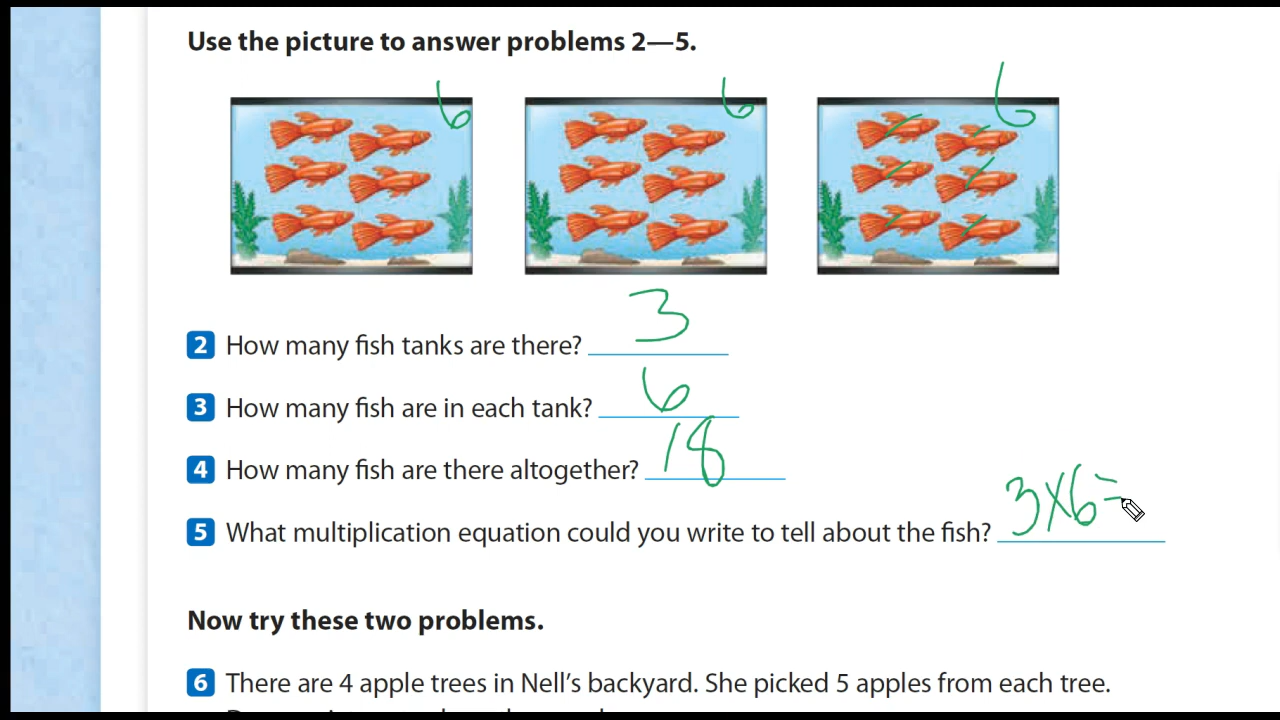 Use the picture to answer problems 2—5.
6 6 6
2 How many fish tanks are there? 3
3 How many fish are in each tank? 6
4 How many fish are there altogether? 18
5 What multiplication equation could you write to tell about the fish? 3x6=
Now try these two problems.
6 There are 4 apple trees in Nell’s backyard. She picked 5 apples from each tree.